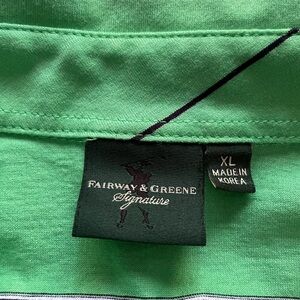 FAIRWAY & GREENE
Signature
XL
MADE IN
KOREA